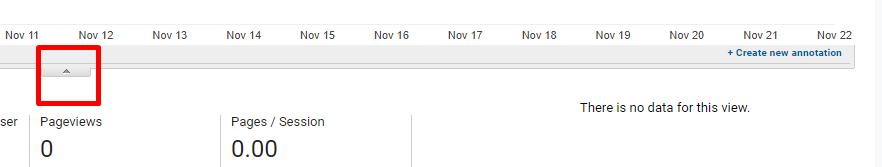 Nov 11 Nov 12 Nov 13 Nov 14 Nov 15 Nov 16 Nov 17 Nov 18 Nov 19 Nov 20 Nov 21 Nov 22
+ Create new annotation
There is no data for this view.
ser Pageviews Pages / Session
0 0.00